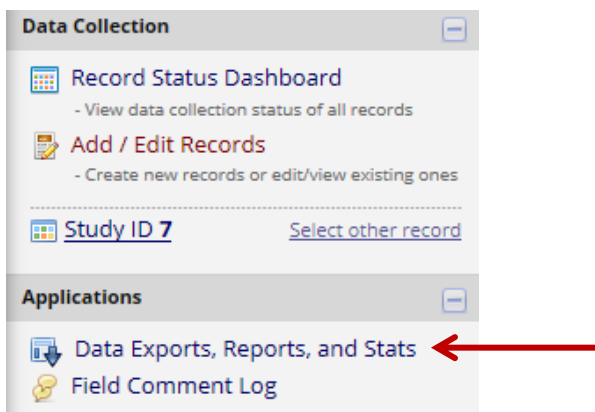 Data Collection
Record Status Dashboard
- View data collection status of all records
Add / Edit Records
- Create new records or edit/view existing ones
Study ID 7 Select other record
Applications
Data Exports, Reports, and Stats
Field Comment Log